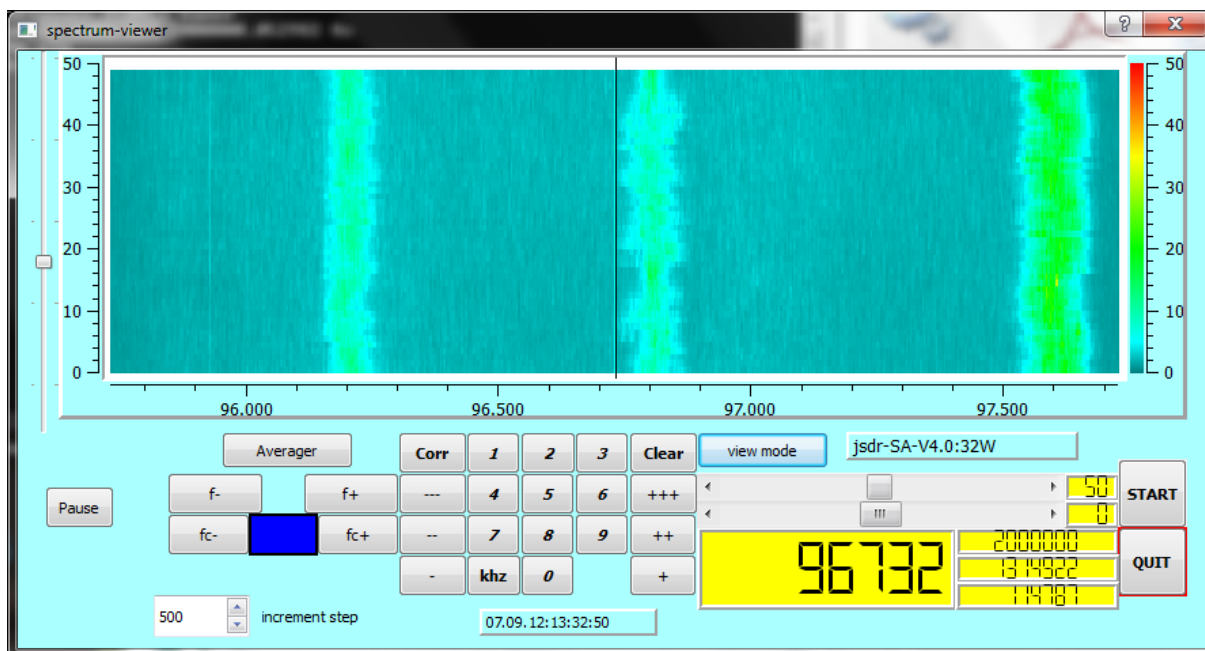 spectrum-viewer
50
40
30
20
10
0
50
40
30
20
10
0
96.000 96.500 97.000 97.500
Averager Corr 1 2 3 Clear view mode jsdr-SA-V4.0:32W
f- f+ --- 4 5 6 +++ 50 START
Pause
fc- fc+ -- 7 8 9 ++ 0
96732 2000000
1314922 QUIT
- khz 0 + 114787
500 increment step 07.09.12:13:32:50